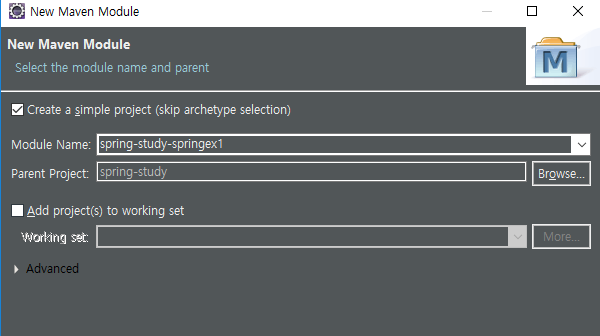 New Maven Module
New Maven Module
Select the module name and parent
M
Create a simple project (skip archetype selection)
Module Name: spring-study-springex1
Parent Project: spring-study Browse...
Add project(s) to working set
Working set: More...
Advanced